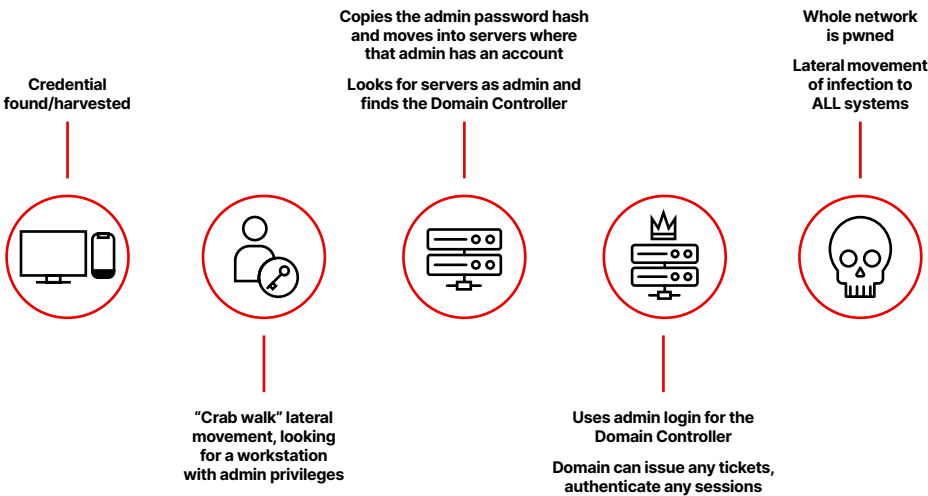 Credential
found/harvested
“Crab walk” lateral
movement, looking
for a workstation
with admin privileges
Copies the admin password hash
and moves into servers where
that admin has an account
Looks for servers as admin and
finds the Domain Controller
Uses admin login for the
Domain Controller
Domain can issue any tickets,
authenticate any sessions
Whole network
is pwned
Lateral movement
of infection to
ALL systems